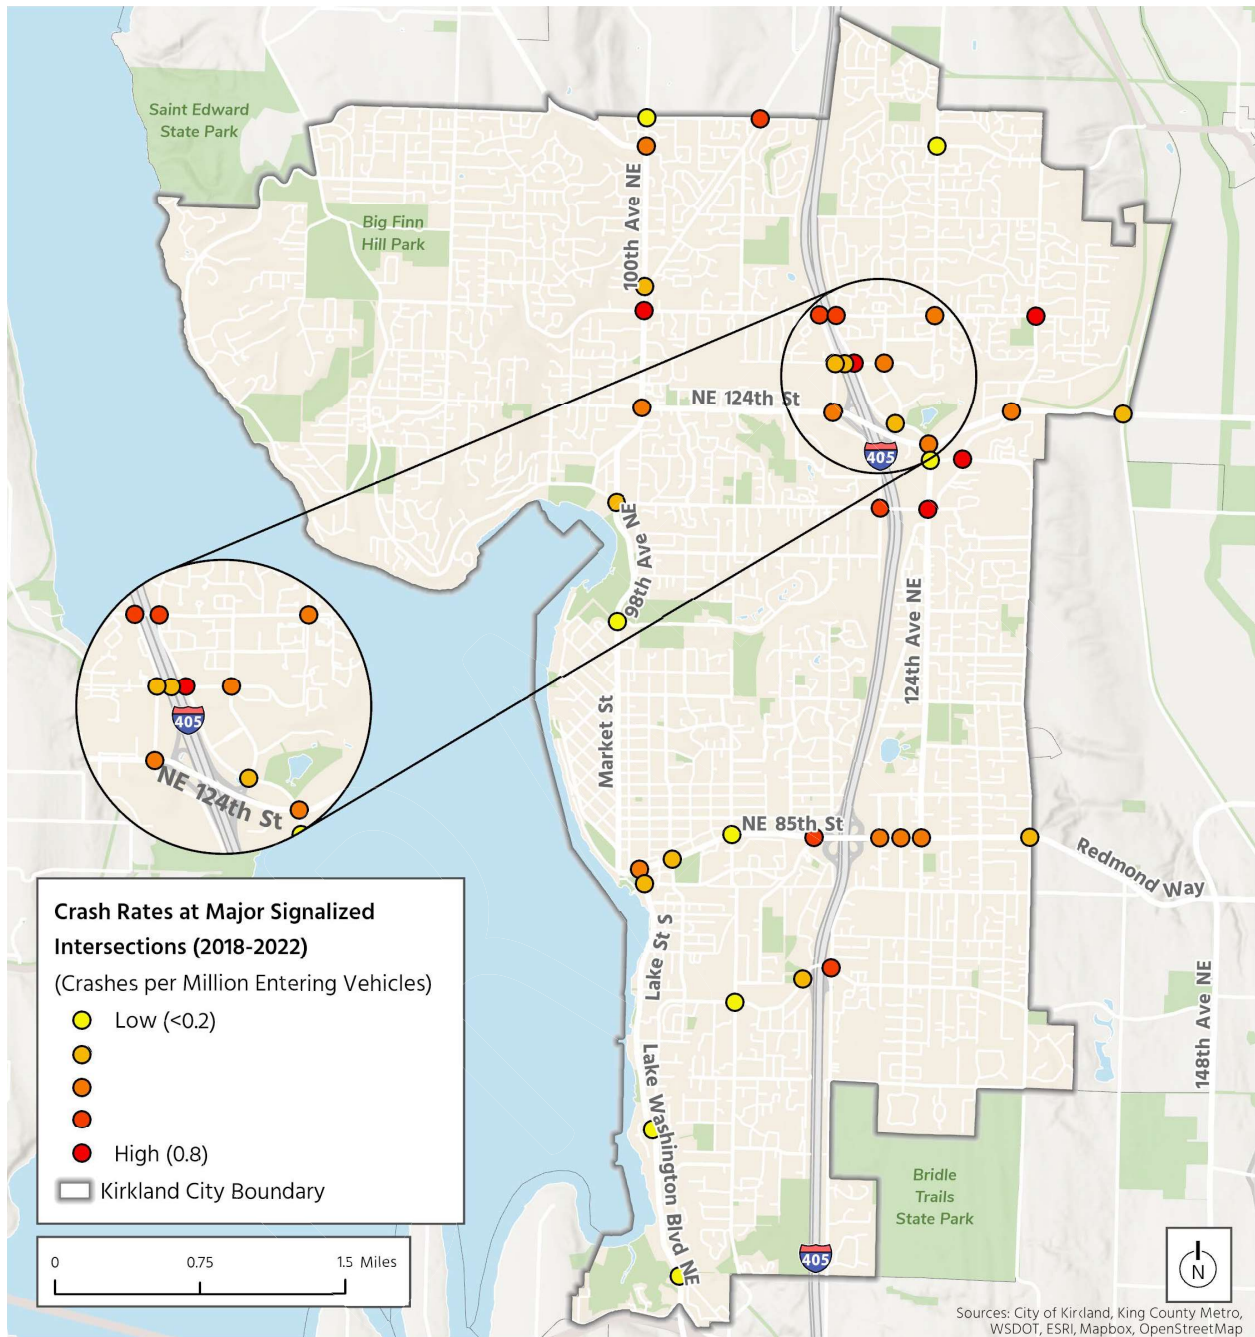 Saint Edward
State Park
Big Finn
Hill Park
100th Ave NE
NE 124th St
405
98th Ave NE
124th Ave NE
405
NE 124th St
Market St
NE 85th St
Redmond Way
Lake St S
148th Ave NE
Lake Washington Blvd NE
Bridle
Trails
State Park
405
Crash Rates at Major Signalized
Intersections (2018-2022)
(Crashes per Million Entering Vehicles)
Low (<0.2)
High (0.8)
Kirkland City Boundary
0 0.75 1.5 Miles
N
Sources: City of Kirkland, King County Metro,
WSDOT, ESRI, Mapbox, OpenStreetMap